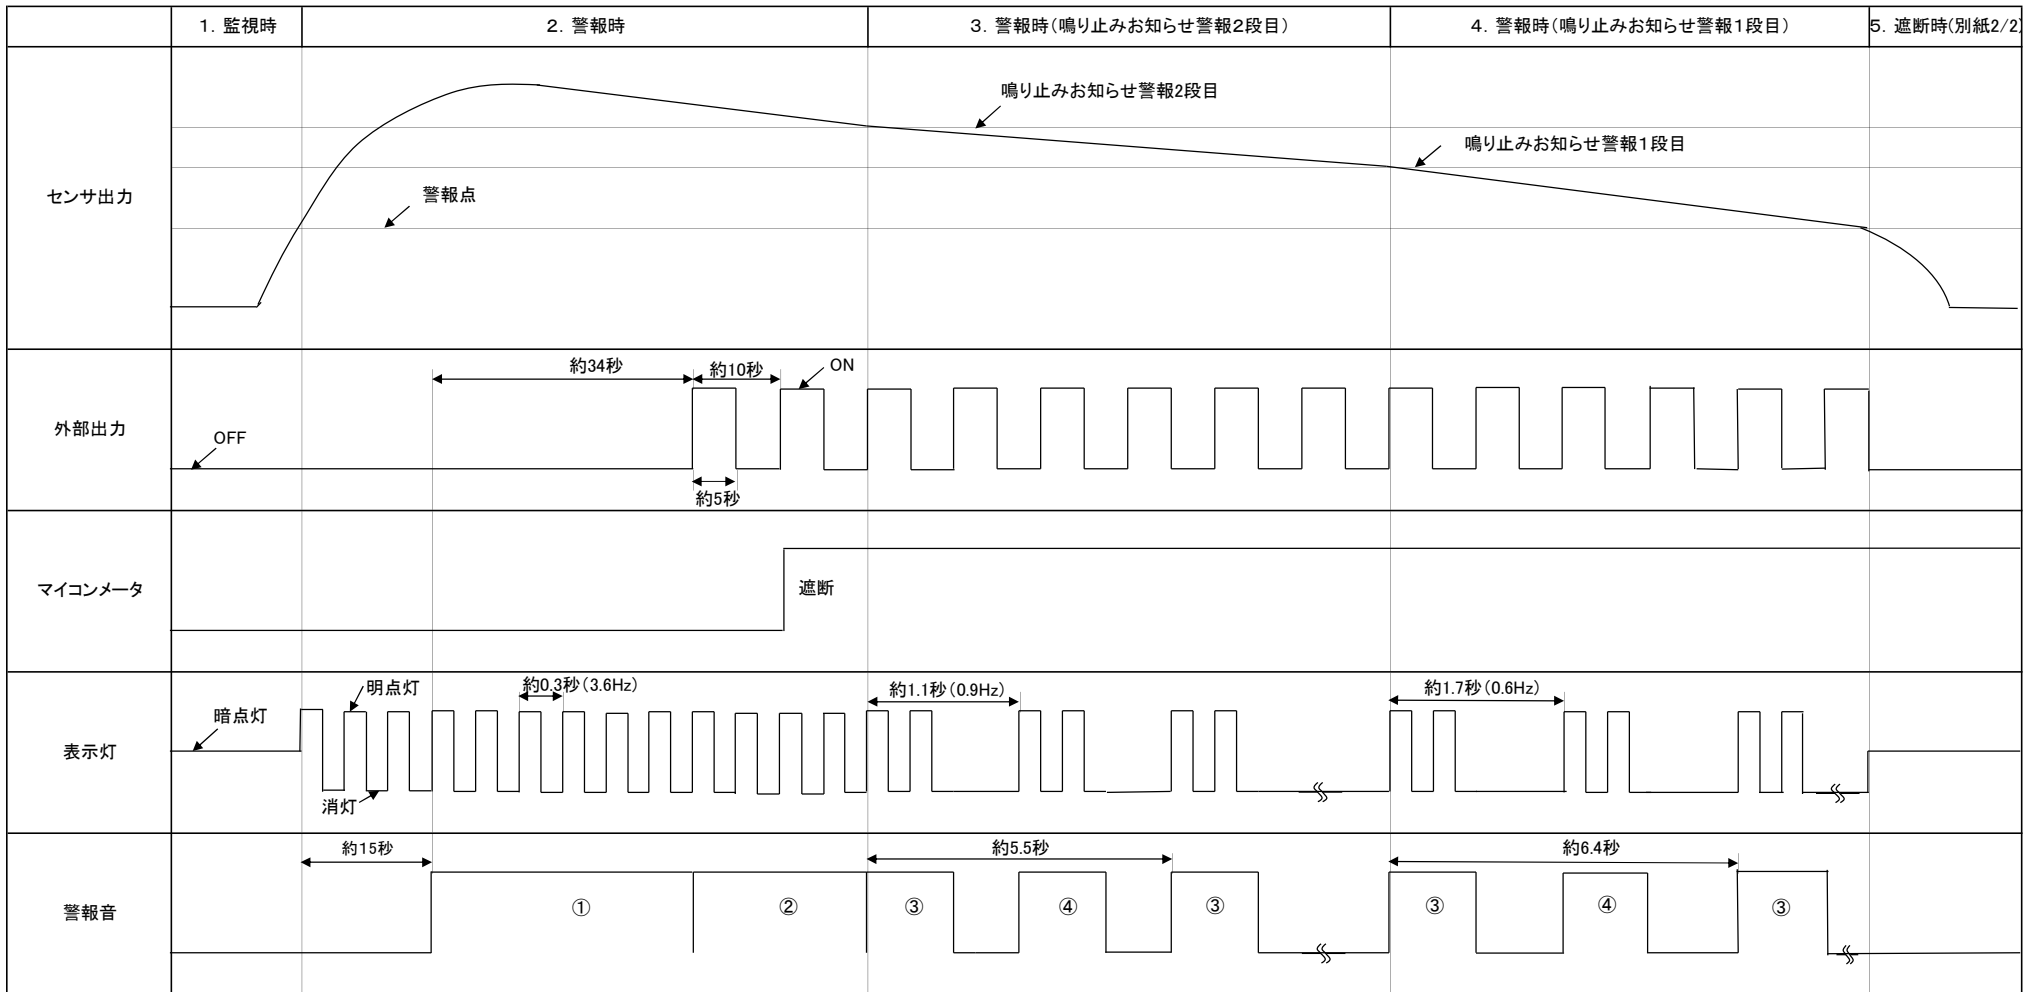 1. 監視時
2. 警報時
3. 警報時(鳴り止みお知らせ警報2段目)
4. 警報時(鳴り止みお知らせ警報1段目)
5. 遮断時(別紙2/2)
センサ出力
鳴り止みお知らせ警報2段目
鳴り止みお知らせ警報1段目
警報点
外部出力
約34秒
約10秒
ON
OFF
約5秒
マイコンメータ
遮断
表示灯
明点灯
約0.3秒(3.6Hz)
約1.1秒(0.9Hz)
約1.7秒(0.6Hz)
暗点灯
消灯
警報音
約15秒
約5.5秒
約6.4秒
①
②
③
④
③
③
④
③